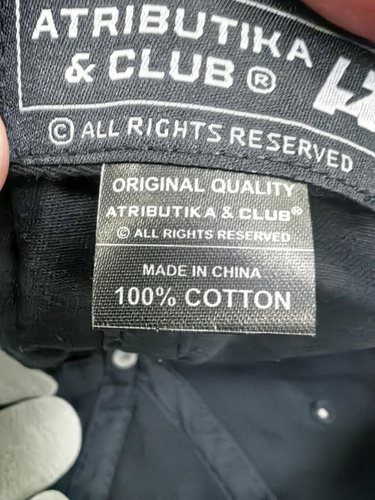 ATRIBUTIKA
& CLUB ®
© ALL RIGHTS RESERVED
ORIGINAL QUALITY
ATRIBUTIKA & CLUB®
© ALL RIGHTS RESERVED
MADE IN CHINA
100% COTTON